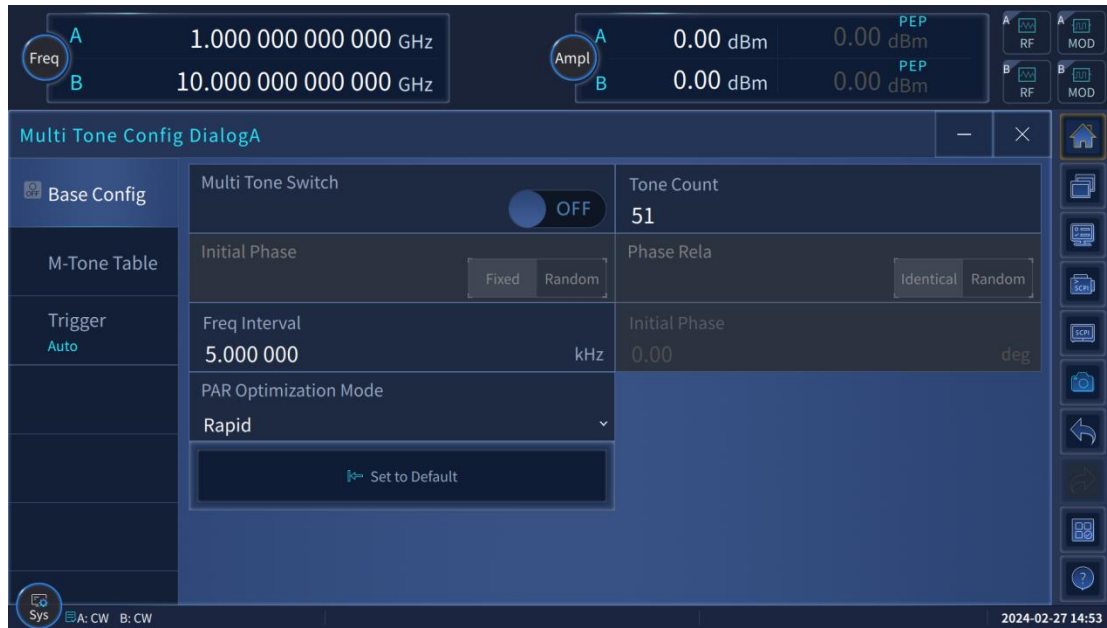 Freq
A 1.000 000 000 000 GHz
B 10.000 000 000 000 GHz
Ampl
A 0.00 dBm PEP 0.00 dBm
B 0.00 dBm PEP 0.00 dBm
A RF
A MOD
B RF
B MOD
Multi Tone Config DialogA
OFF Base Config
M-Tone Table
Trigger
Auto
Multi Tone Switch
OFF
Tone Count
51
Initial Phase
Fixed Random
Phase Rela
Identical Random
Freq Interval
5.000 000 kHz
Initial Phase
0.00 deg
PAR Optimization Mode
Rapid
Set to Default
SCPI
SCPI
?
Sys
A: CW B: CW
2024-02-27 14:53